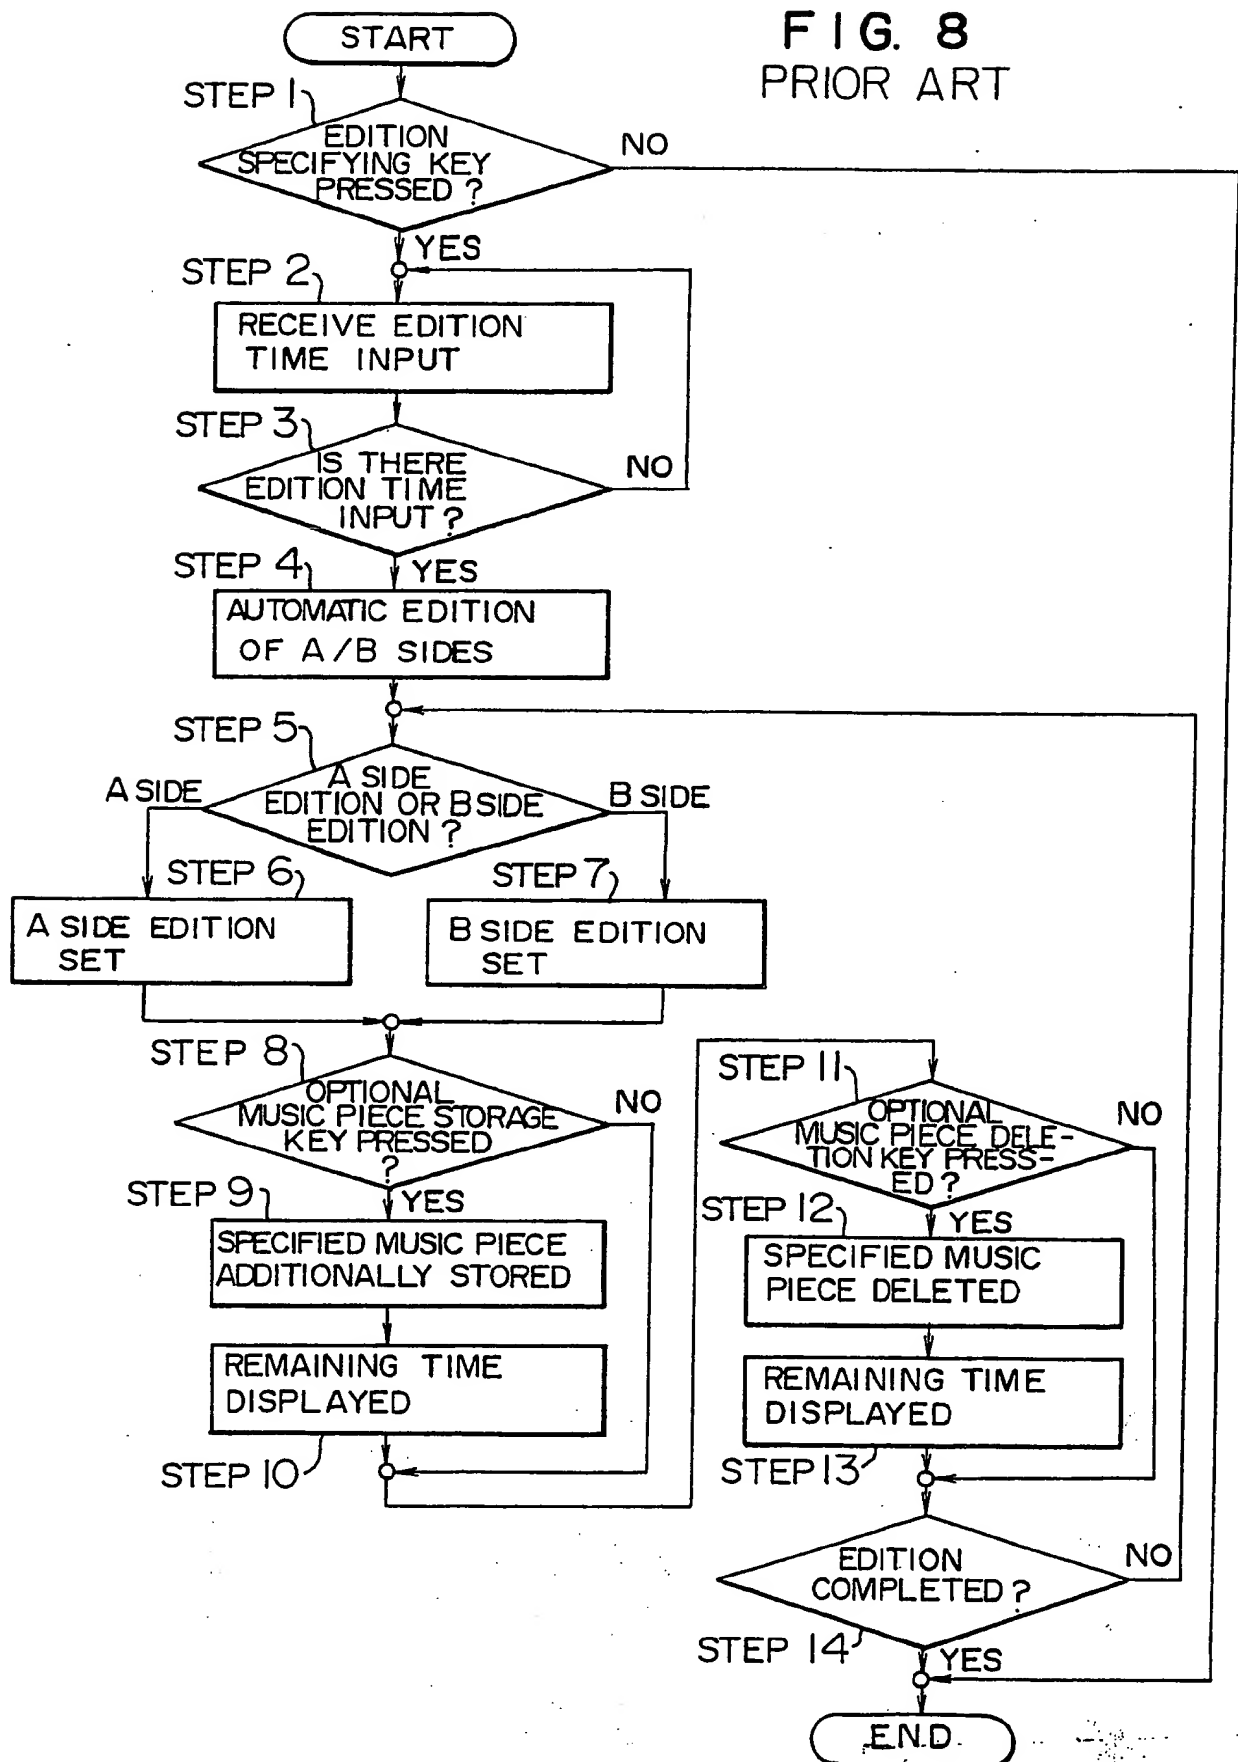 FIG. 8
PRIOR ART
START
STEP 1
EDITION
SPECIFYING KEY
PRESSED ?
NO
YES
STEP 2
RECEIVE EDITION
TIME INPUT
STEP 3
IS THERE
EDITION TIME
INPUT ?
NO
YES
STEP 4
AUTOMATIC EDITION
OF A/B SIDES
STEP 5
A SIDE
EDITION OR B SIDE
EDITION ?
A SIDE
B SIDE
STEP 6
A SIDE EDITION
SET
STEP 7
B SIDE EDITION
SET
STEP 8
OPTIONAL
MUSIC PIECE STORAGE
KEY PRESSED
?
NO
YES
STEP 9
SPECIFIED MUSIC PIECE
ADDITIONALLY STORED
REMAINING TIME
DISPLAYED
STEP 10
STEP 11
OPTIONAL
MUSIC PIECE DELE-
TION KEY PRESS-
ED ?
NO
YES
STEP 12
SPECIFIED MUSIC
PIECE DELETED
REMAINING TIME
DISPLAYED
STEP 13
EDITION
COMPLETED ?
NO
STEP 14
YES
END